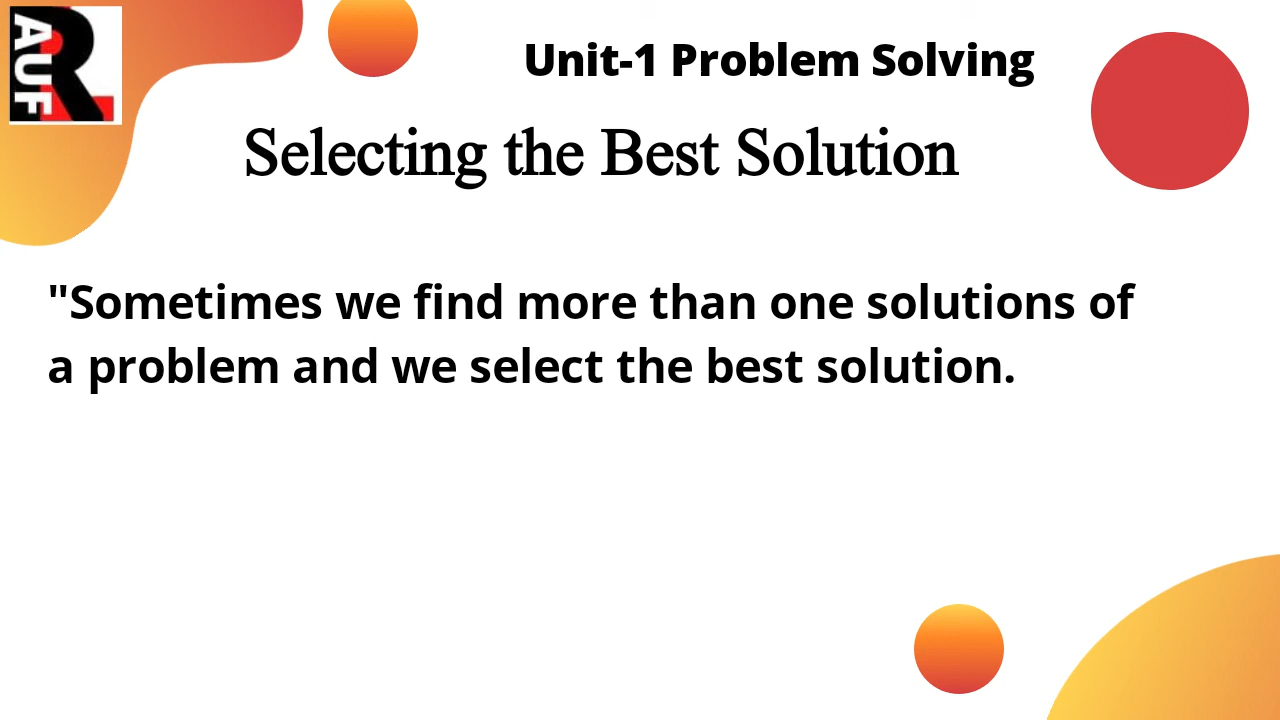 RAUF
Unit-1 Problem Solving
Selecting the Best Solution
"Sometimes we find more than one solutions of
a problem and we select the best solution.